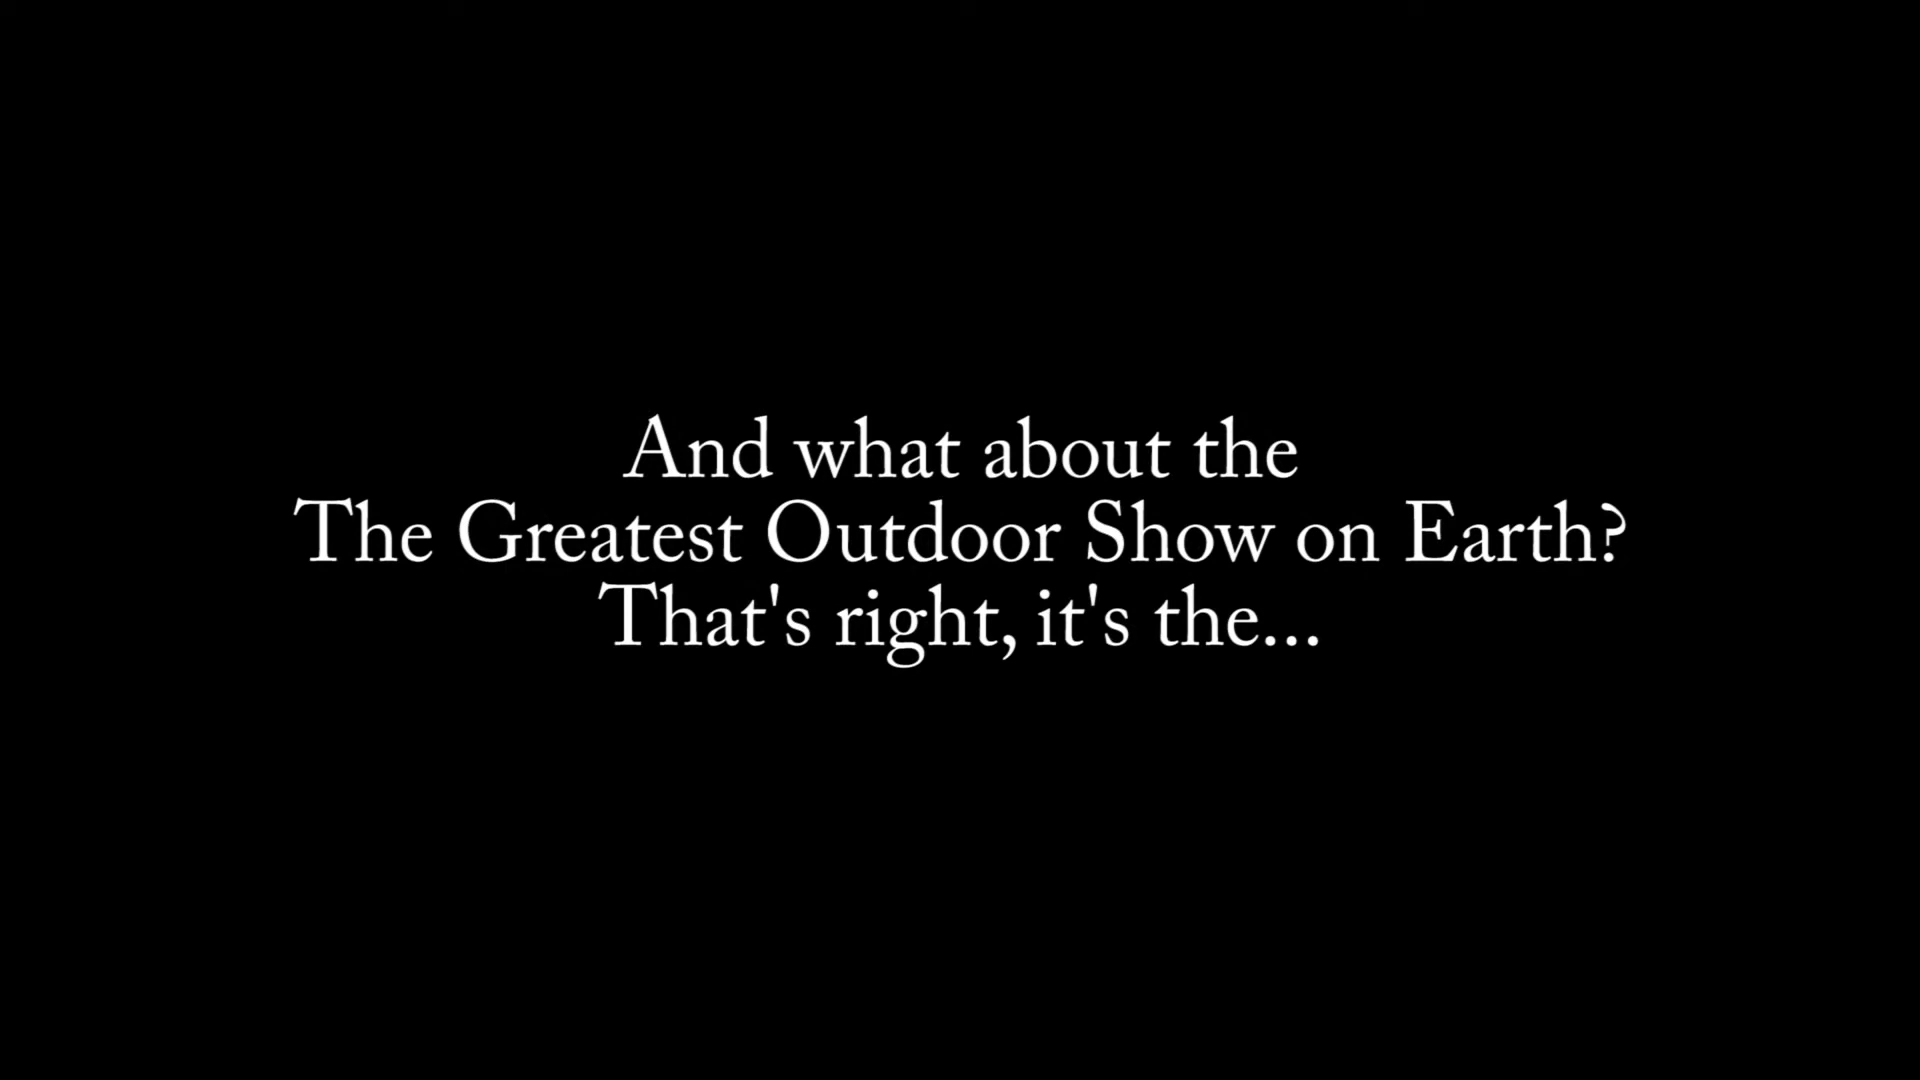 And what about the
The Greatest Outdoor Show on Earth?
That's right, it's the...